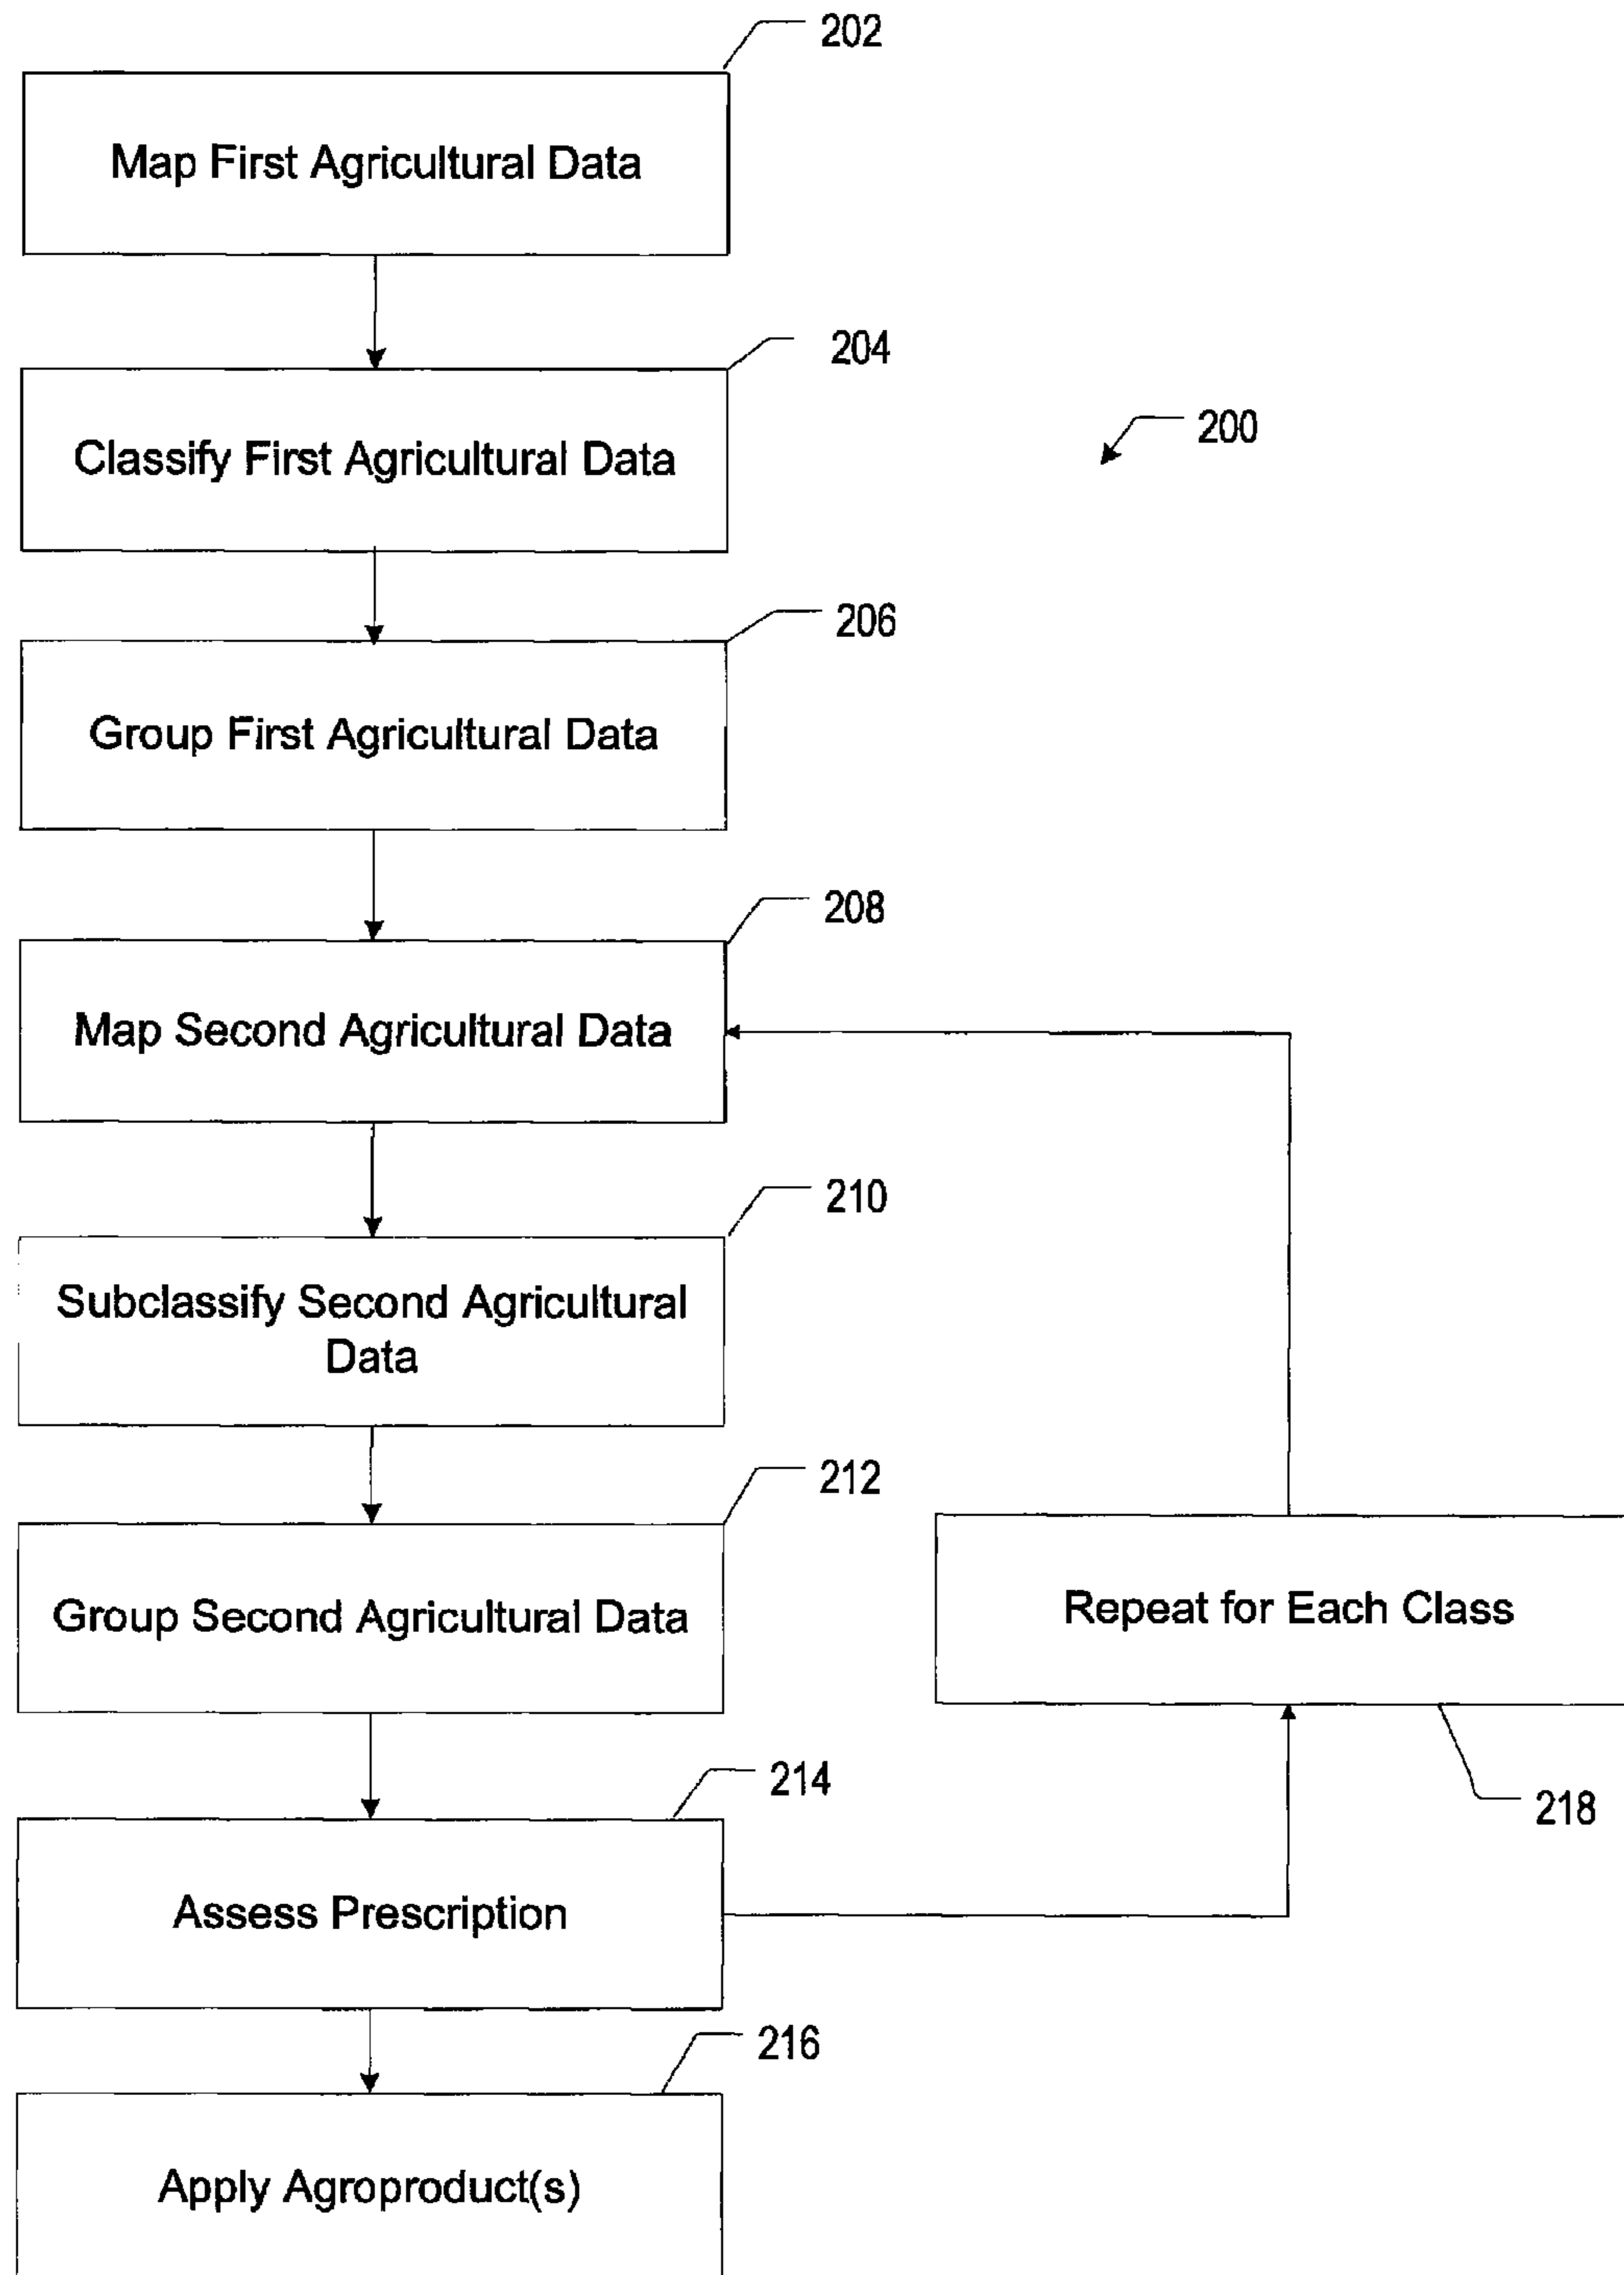 202
Map First Agricultural Data
204
Classify First Agricultural Data
200
206
Group First Agricultural Data
208
Map Second Agricultural Data
210
Subclassify Second Agricultural
Data
212
Group Second Agricultural Data
Repeat for Each Class
214
218
Assess Prescription
216
Apply Agroproduct(s)